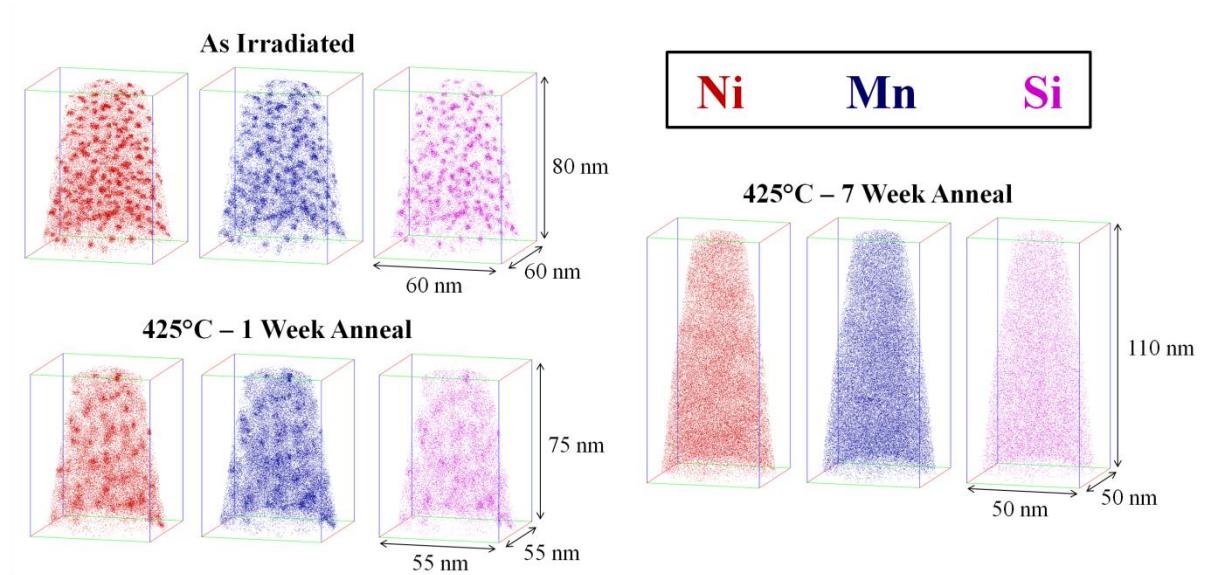 As Irradiated
80 nm
60 nm
60 nm
425°C – 1 Week Anneal
75 nm
55 nm
55 nm
Ni Mn Si
425°C – 7 Week Anneal
110 nm
50 nm
50 nm